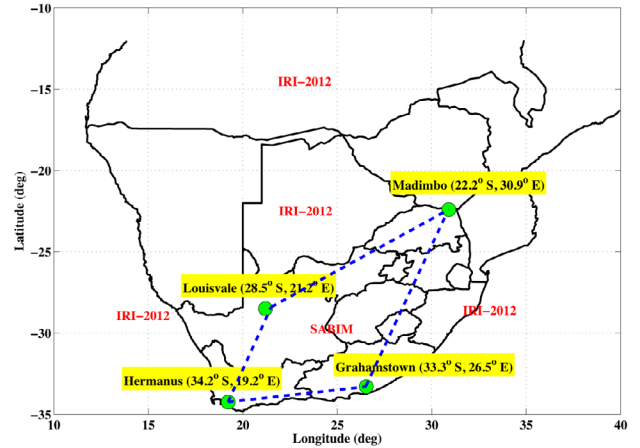 −10
−15
−20
−25
−30
−35
Latitude (deg)
IRI−2012
Madimbo (22.2° S, 30.9° E)
IRI−2012
Louisvale (28.5° S, 21.2° E)
IRI−2012
IRI−2012
SABIM
Grahamstown (33.3° S, 26.5° E)
Hermanus (34.2° S, 19.2° E)
10
15
20
25
30
35
40
Longitude (deg)